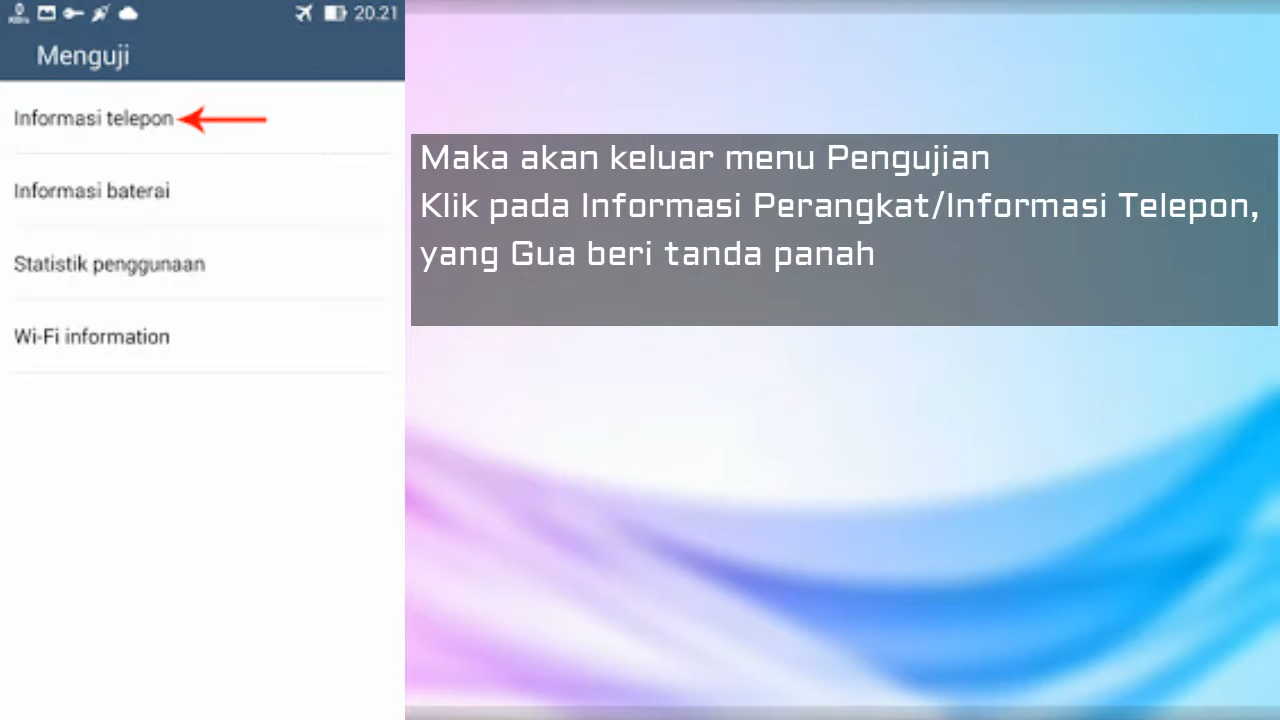 20.21
Menguji
Informasi telepon
Informasi baterai
Statistik penggunaan
Wi-Fi information
Maka akan keluar menu Pengujian
Klik pada Informasi Perangkat/Informasi Telepon,
yang Gua beri tanda panah